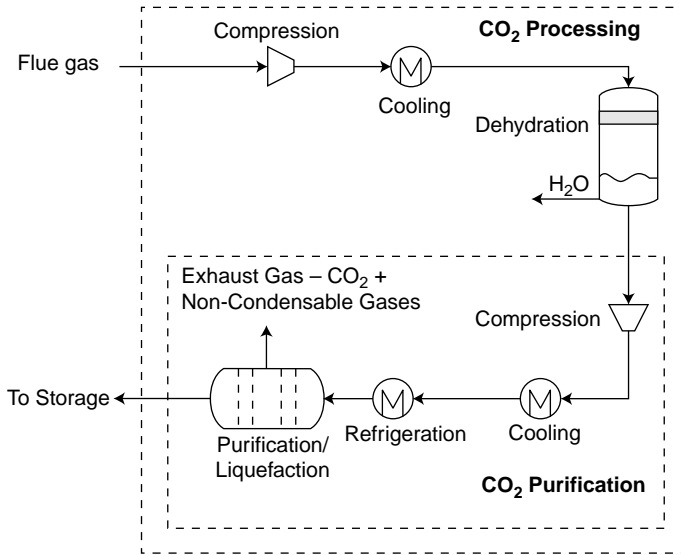 Compression
CO₂ Processing
Flue gas
M
Cooling
Dehydration
H₂O
Exhaust Gas – CO₂ +
Non-Condensable Gases
Compression
To Storage
M
M
Refrigeration
Cooling
Purification/
Liquefaction
CO₂ Purification